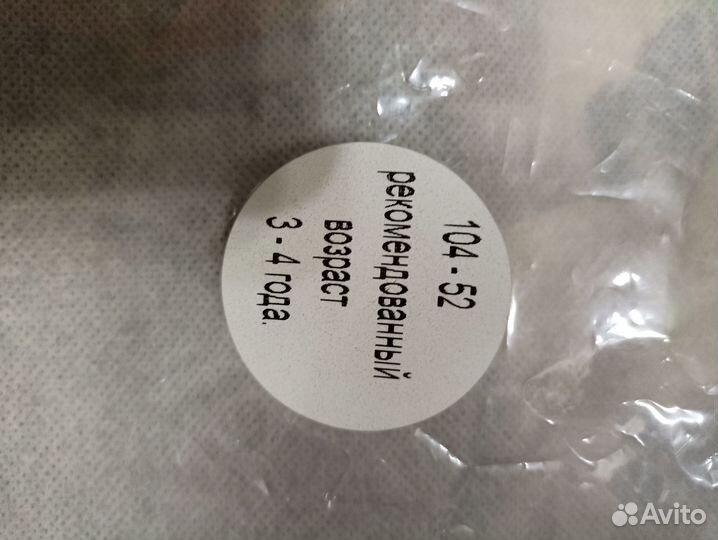 104 - 52
рекомендованный
возраст
3 - 4 года.
Avito